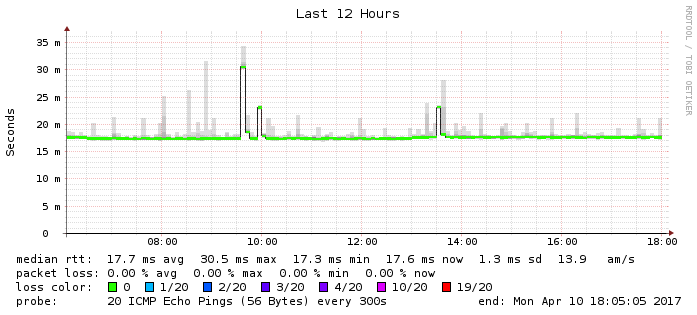 Last 12 Hours
RRDTOOL / TOBI OETIKER
Seconds
35 m
30 m
25 m
20 m
15 m
10 m
5 m
0
08:00 10:00 12:00 14:00 16:00 18:00
median rtt: 17.7 ms avg 30.5 ms max 17.3 ms min 17.6 ms now 1.3 ms sd 13.9 am/s
packet loss: 0.00 % avg 0.00 % max 0.00 % min 0.00 % now
loss color: 0 1/20 2/20 3/20 4/20 10/20 19/20
probe: 20 ICMP Echo Pings (56 Bytes) every 300s end: Mon Apr 10 18:05:05 2017